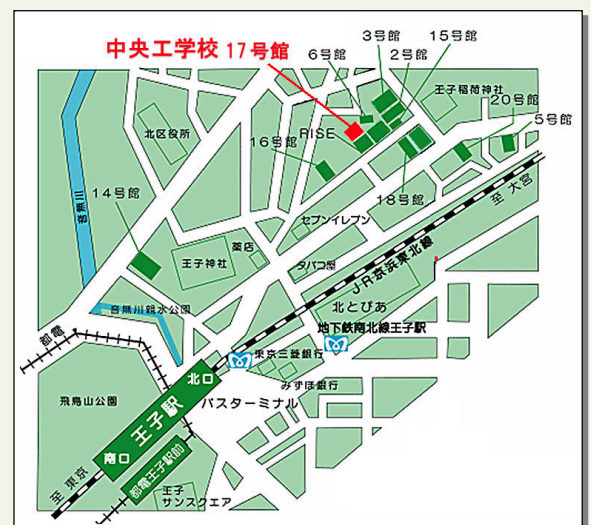 中央工学校 17号館
3号館
15号館
6号館
2号館
王子稲荷神社
20号館
5号館
北区役所
RISE
16号館
14号館
18号館
音無川
至 大宮
セブンイレブン
薬店
王子神社
タバコ屋
JR京浜東北線
北とぴあ
音無川親水公園
地下鉄南北線王子駅
都電
東京三菱銀行
みずほ銀行
北口
バスターミナル
飛鳥山公園
王子駅
南口
都電王子駅前
至 東京
王子
サンスクエア